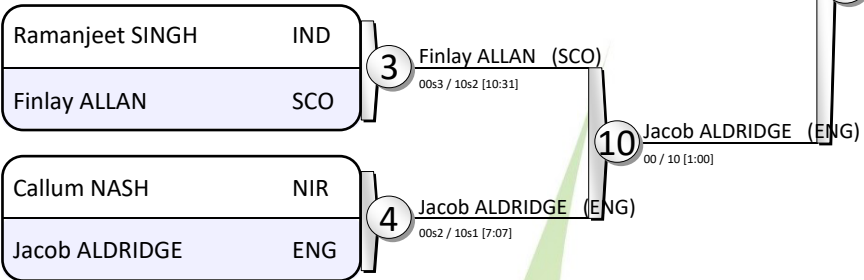 Ramanjeet SINGH IND
Finlay ALLAN SCO
3
Finlay ALLAN (SCO)
00s3 / 10s2 [10:31]
10
Jacob ALDRIDGE (ENG)
00 / 10 [1:00]
Callum NASH NIR
Jacob ALDRIDGE ENG
4
Jacob ALDRIDGE (ENG)
00s2 / 10s1 [7:07]